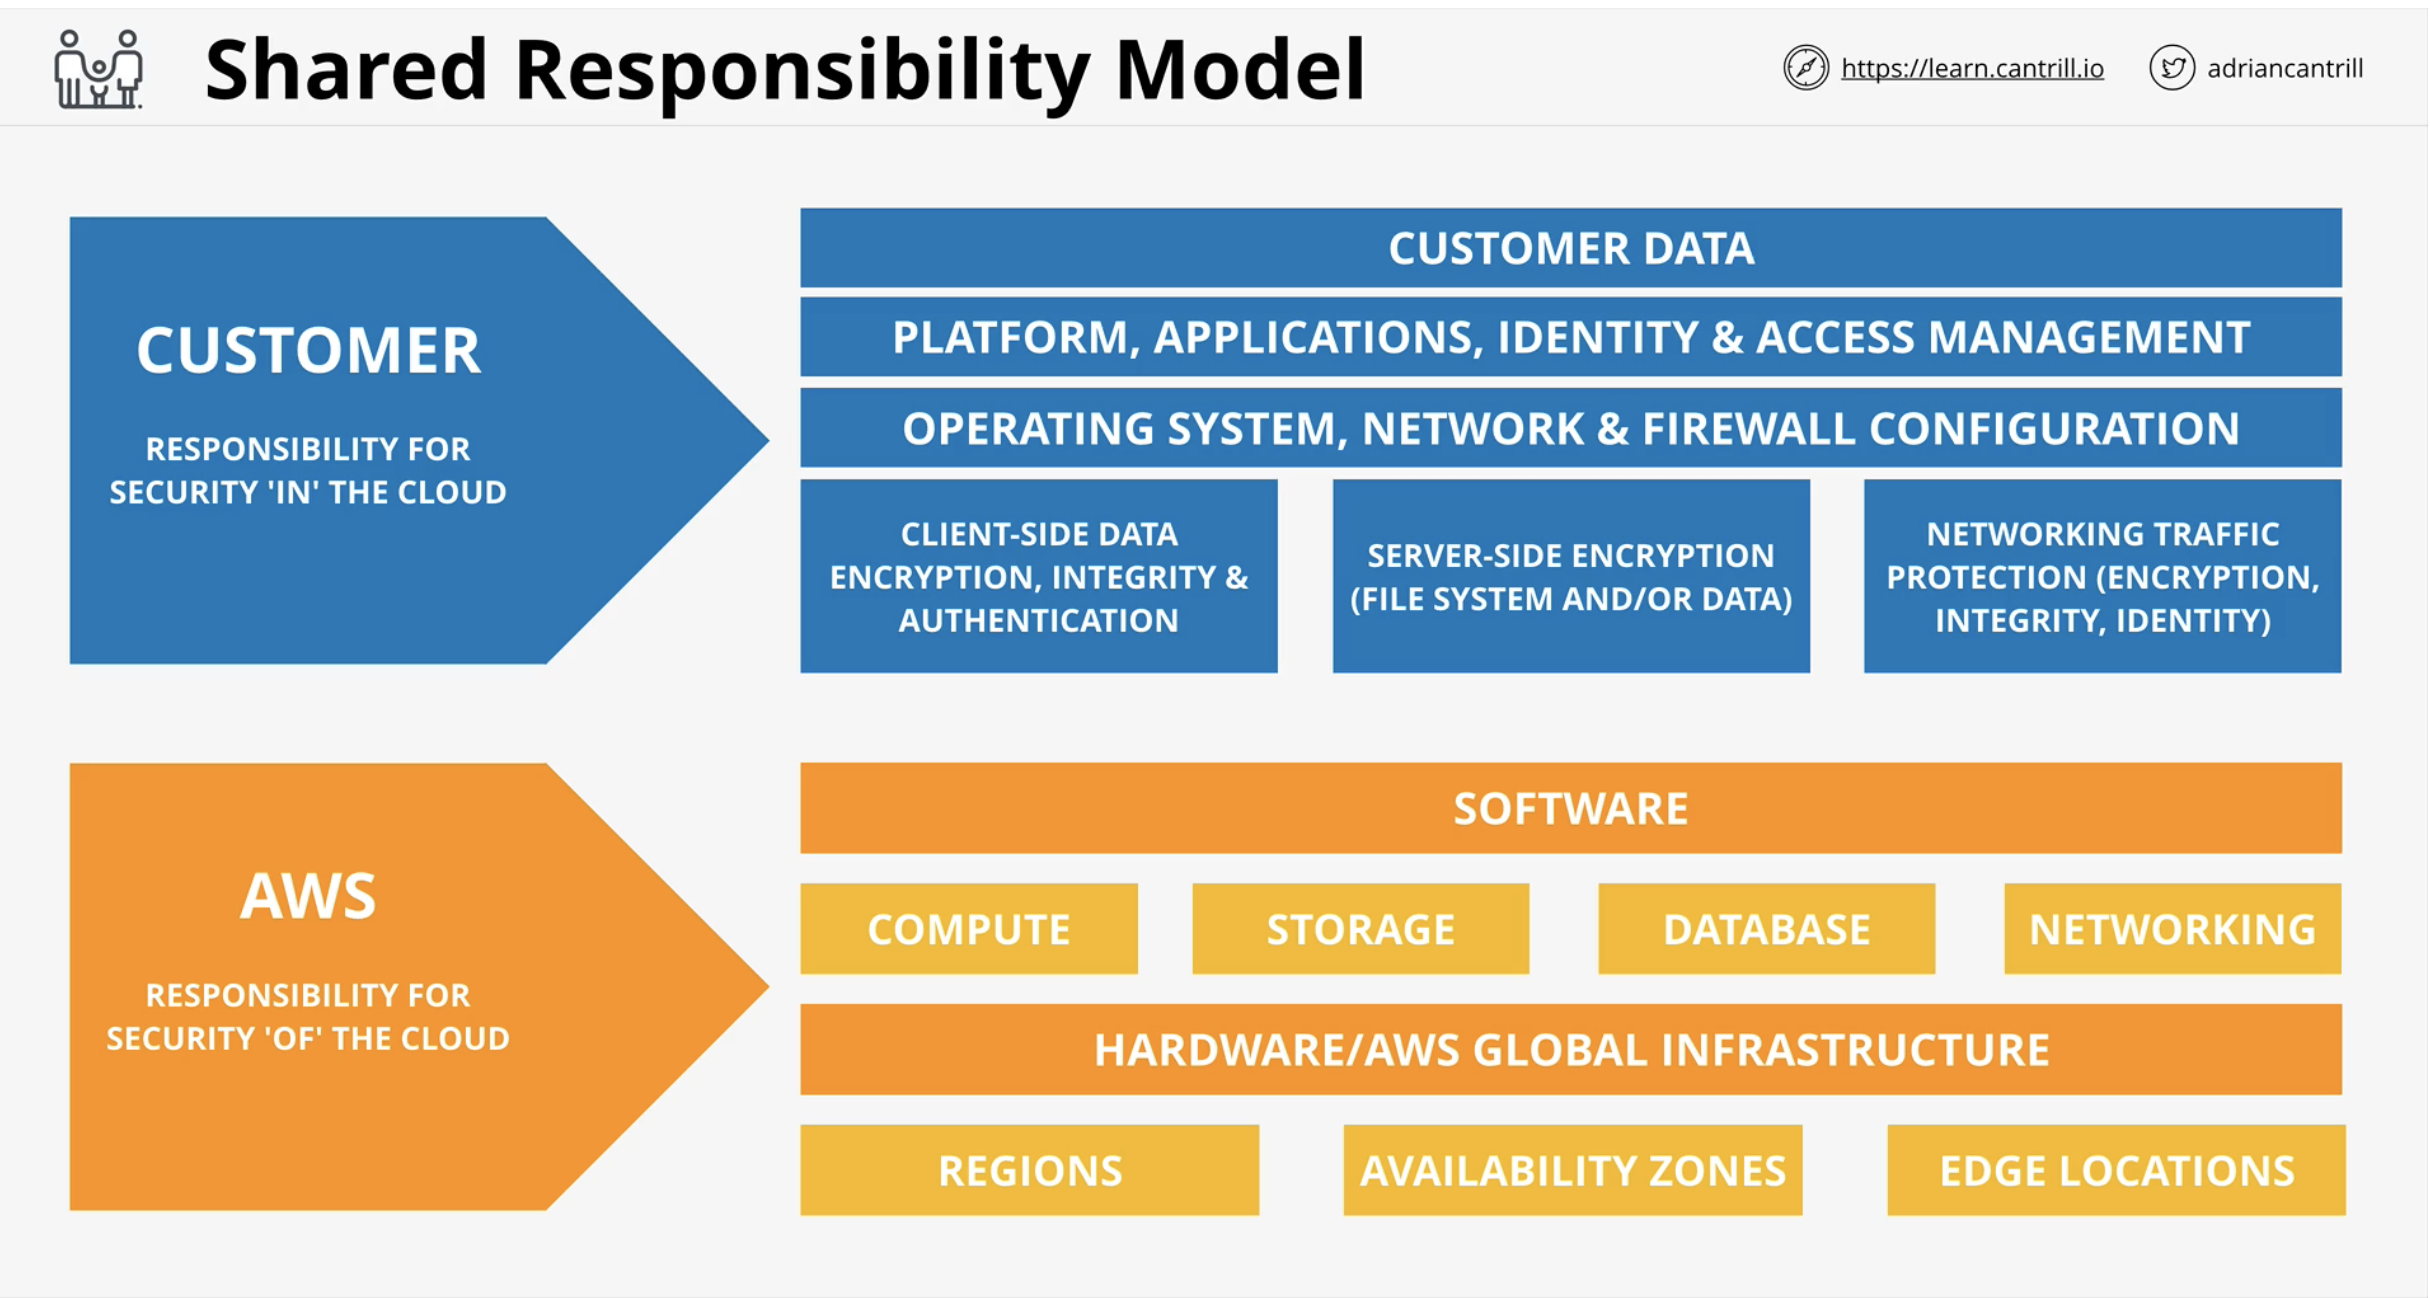 Shared Responsibility Model
https://learn.cantrill.io
adriancantrill
CUSTOMER
RESPONSIBILITY FOR
SECURITY 'IN' THE CLOUD
CUSTOMER DATA
PLATFORM, APPLICATIONS, IDENTITY & ACCESS MANAGEMENT
OPERATING SYSTEM, NETWORK & FIREWALL CONFIGURATION
CLIENT-SIDE DATA
ENCRYPTION, INTEGRITY &
AUTHENTICATION
SERVER-SIDE ENCRYPTION
(FILE SYSTEM AND/OR DATA)
NETWORKING TRAFFIC
PROTECTION (ENCRYPTION,
INTEGRITY, IDENTITY)
AWS
RESPONSIBILITY FOR
SECURITY 'OF' THE CLOUD
SOFTWARE
COMPUTE
STORAGE
DATABASE
NETWORKING
HARDWARE/AWS GLOBAL INFRASTRUCTURE
REGIONS
AVAILABILITY ZONES
EDGE LOCATIONS